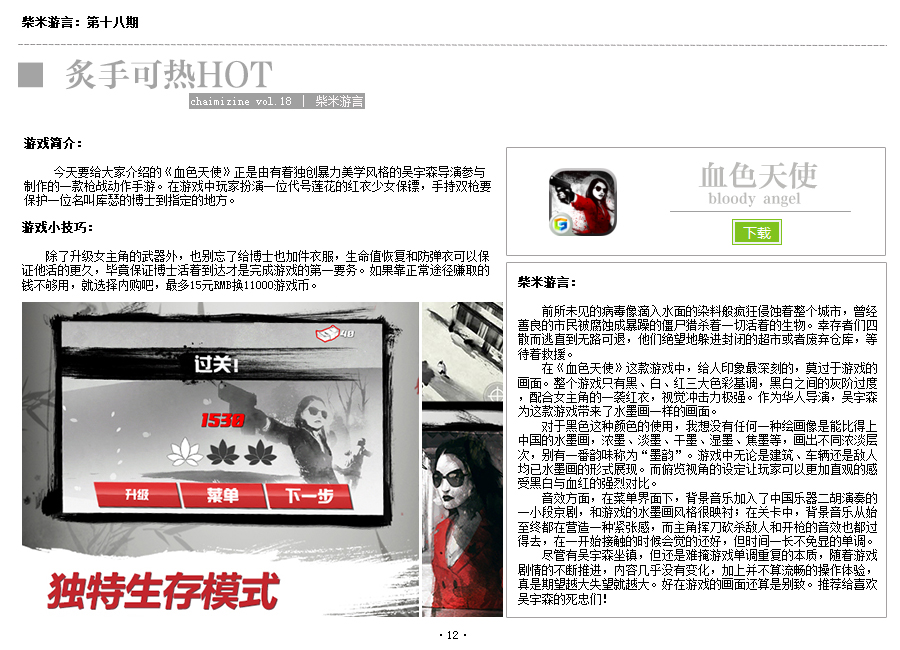 柴米游言：第十八期
炙手可热HOT
chaimizine vol.18 | 柴米游言
游戏简介：
今天要给大家介绍的《血色天使》正是由有着独创暴力美学风格的吴宇森导演参与
制作的一款枪战动作手游。在游戏中玩家扮演一位代号莲花的红衣少女保镖，手持双枪要
保护一位名叫库瑟的博士到指定的地方。
游戏小技巧：
除了升级女主角的武器外，也别忘了给博士也加件衣服，生命值恢复和防弹衣可以保
证他活的更久，毕竟保证博士活着到达才是完成游戏的第一要务。如果靠正常途径赚取的
钱不够用，就选择内购吧，最多15元RMB换11000游戏币。
48
过关!
1530
升级
菜单
下一步
独特生存模式
血色天使
bloody angel
下载
柴米游言：
前所未见的病毒像滴入水面的染料般疯狂侵蚀着整个城市，曾经
善良的市民被腐蚀成暴躁的僵尸猎杀着一切活着的生物。幸存者们四
散而逃直到无路可退，他们绝望地躲进封闭的超市或者废弃仓库，等
待着救援。
在《血色天使》这款游戏中，给人印象最深刻的，莫过于游戏的
画面。整个游戏只有黑、白、红三大色彩基调，黑白之间的灰阶过度
，配合女主角的一袭红衣，视觉冲击力极强。作为华人导演，吴宇森
为这款游戏带来了水墨画一样的画面。
对于黑色这种颜色的使用，我想没有任何一种绘画像是能比得上
中国的水墨画，浓墨、淡墨、干墨、湿墨、焦墨等，画出不同浓淡层
次，别有一番韵味称为“墨韵”。游戏中无论是建筑、车辆还是敌人
均已水墨画的形式展现。而俯览视角的设定让玩家可以更加直观的感
受黑白与血红的强烈对比。
音效方面，在菜单界面下，背景音乐加入了中国乐器二胡演奏的
一小段京剧，和游戏的水墨画风格很映衬；在关卡中，背景音乐从始
至终都在营造一种紧张感，而主角挥刀砍杀敌人和开枪的音效也都过
得去，在一开始接触的时候会觉的还好，但时间一长不免显的单调。
尽管有吴宇森坐镇，但还是难掩游戏单调重复的本质，随着游戏
剧情的不断推进，内容几乎没有变化，加上并不算流畅的操作体验，
真是期望越大失望就越大。好在游戏的画面还算是别致。推荐给喜欢
吴宇森的死忠们！
·12·